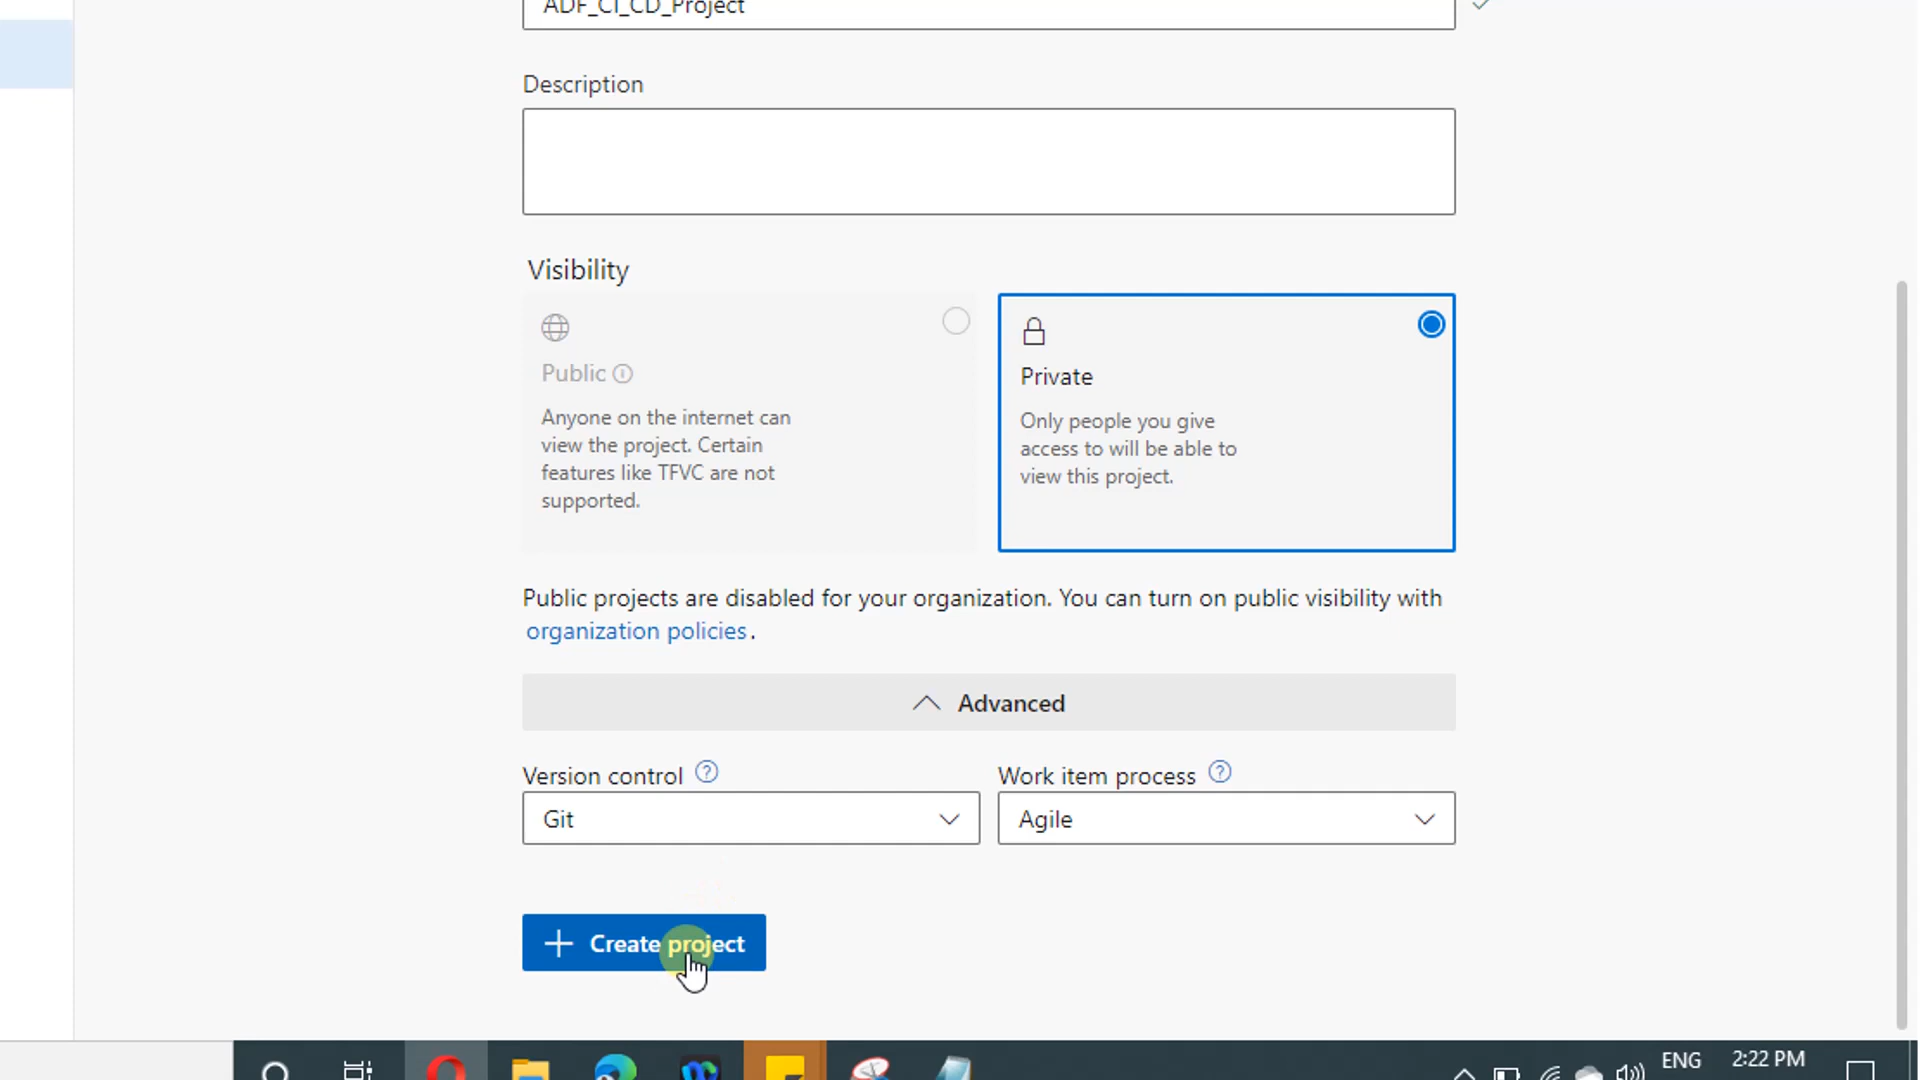 ADF_CI_CD_Project
Description
Visibility
Public
Anyone on the internet can
view the project. Certain
features like TFVC are not
supported.
Private
Only people you give
access to will be able to
view this project.
Public projects are disabled for your organization. You can turn on public visibility with
organization policies.
Advanced
Version control
Work item process
Git
Agile
+ Create project
ENG
2:22 PM